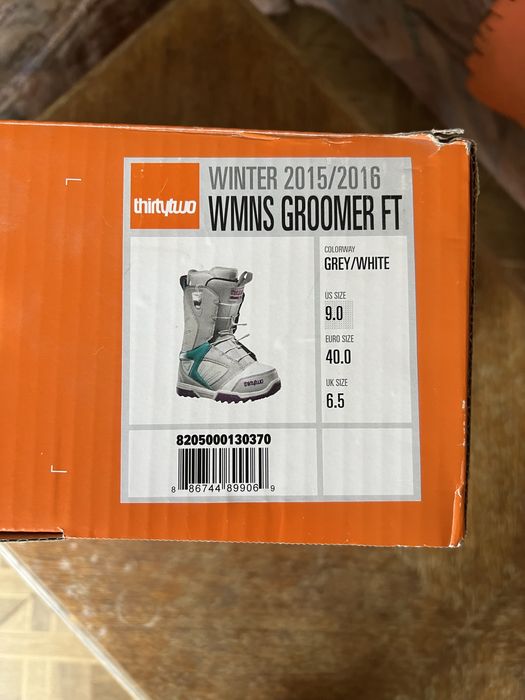 thirtytwo
WINTER 2015/2016
WMNS GROOMER FT
COLORWAY
GREY/WHITE
US SIZE
9.0
EURO SIZE
40.0
UK SIZE
6.5
thirtytwo
8205000130370
8 86744 89906 9